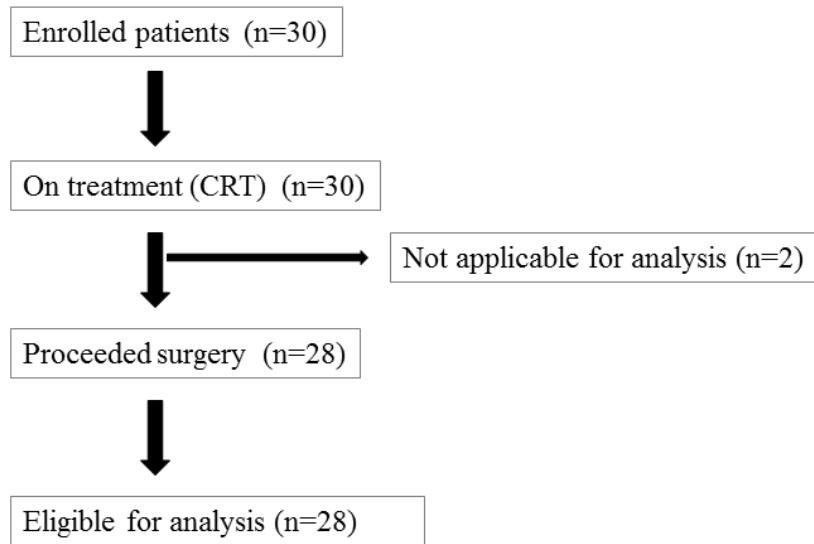 Enrolled patients (n=30)
On treatment (CRT) (n=30)
Not applicable for analysis (n=2)
Proceeded surgery (n=28)
Eligible for analysis (n=28)